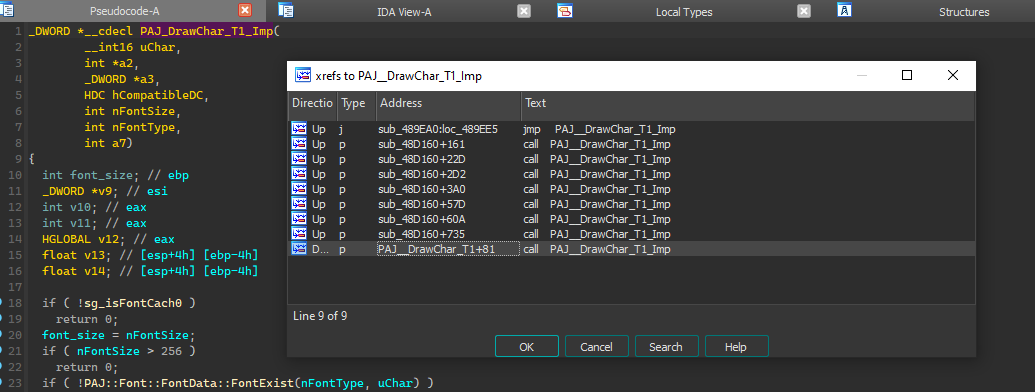 Pseudocode-A IDA View-A Local Types Structures
1 _DWORD *__cdecl PAJ_DrawChar_T1_Imp(
2 __int16 uChar,
3 int *a2,
4 _DWORD *a3,
5 HDC hCompatibleDC,
6 int nFontSize,
7 int nFontType,
8 int a7)
9 {
10 int font_size; // ebp
11 _DWORD *v9; // esi
12 int v10; // eax
13 int v11; // eax
14 HGLOBAL v12; // eax
15 float v13; // [esp+4h] [ebp-4h]
16 float v14; // [esp+4h] [ebp-4h]
17
18 if ( !sg_isFontCach0 )
19 return 0;
20 font_size = nFontSize;
21 if ( nFontSize > 256 )
22 return 0;
23 if ( !PAJ::Font::FontData::FontExist(nFontType, uChar) )
xrefs to PAJ__DrawChar_T1_Imp
Directio Type Address Text
Up j sub_489EA0:loc_489EE5 jmp PAJ__DrawChar_T1_Imp
Up p sub_48D160+161 call PAJ__DrawChar_T1_Imp
Up p sub_48D160+22D call PAJ__DrawChar_T1_Imp
Up p sub_48D160+2D2 call PAJ__DrawChar_T1_Imp
Up p sub_48D160+3A0 call PAJ__DrawChar_T1_Imp
Up p sub_48D160+57D call PAJ__DrawChar_T1_Imp
Up p sub_48D160+60A call PAJ__DrawChar_T1_Imp
Up p sub_48D160+735 call PAJ__DrawChar_T1_Imp
D... p PAJ__DrawChar_T1+81 call PAJ__DrawChar_T1_Imp
Line 9 of 9
OK Cancel Search Help